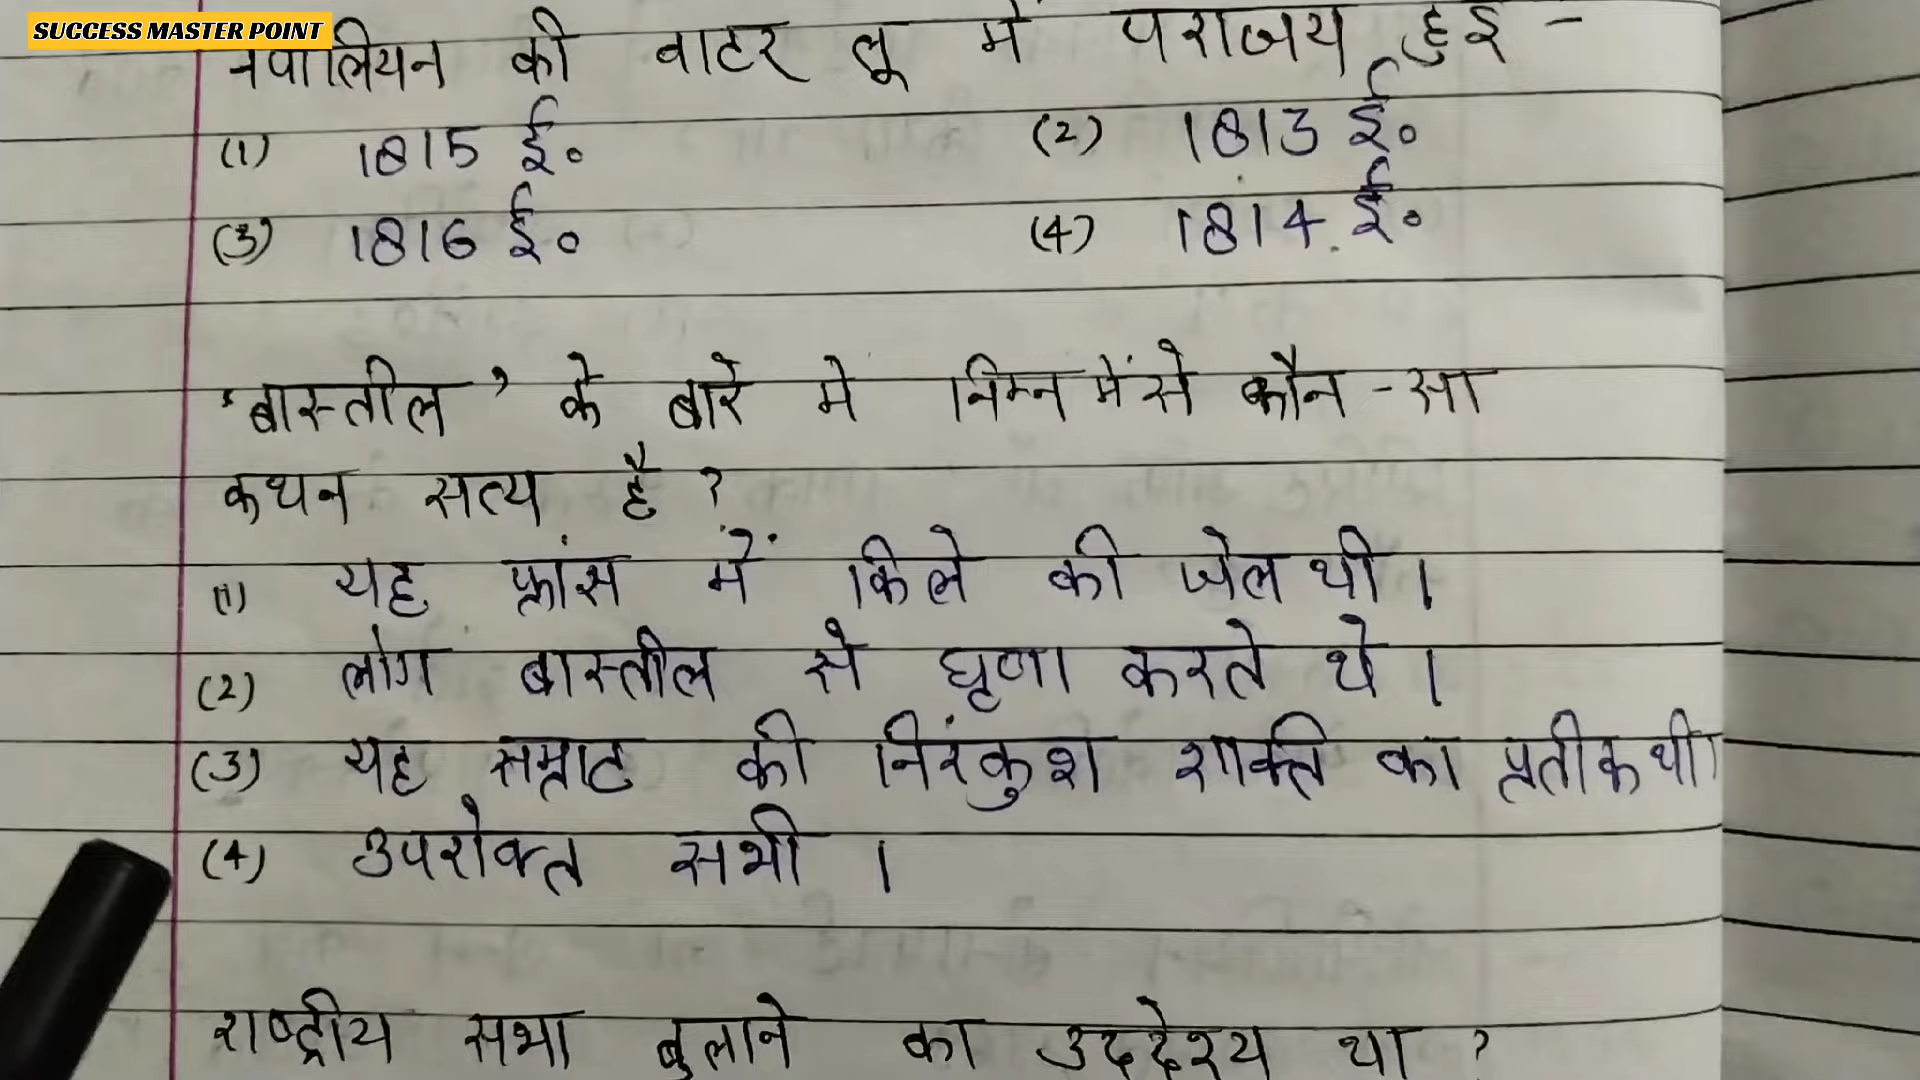 SUCCESS MASTER POINT
नेपोलियन की वाटर लू में पराजय हुई -
(1) 1815 ई०
(2) 1813 ई०
(3) 1816 ई०
(4) 1814 ई०
‘बास्तील’ के बारे मे निम्न में से कौन-सा
कथन सत्य है ?
(1) यह फ्रांस में किले की जेल थी ।
(2) लोग बास्तील से घृणा करते थे ।
(3) यह सम्राट की निरंकुश शक्ति का प्रतीक थी ।
(4) उपरोक्त सभी ।
राष्ट्रीय सभा बुलाने का उद्देश्य था ?